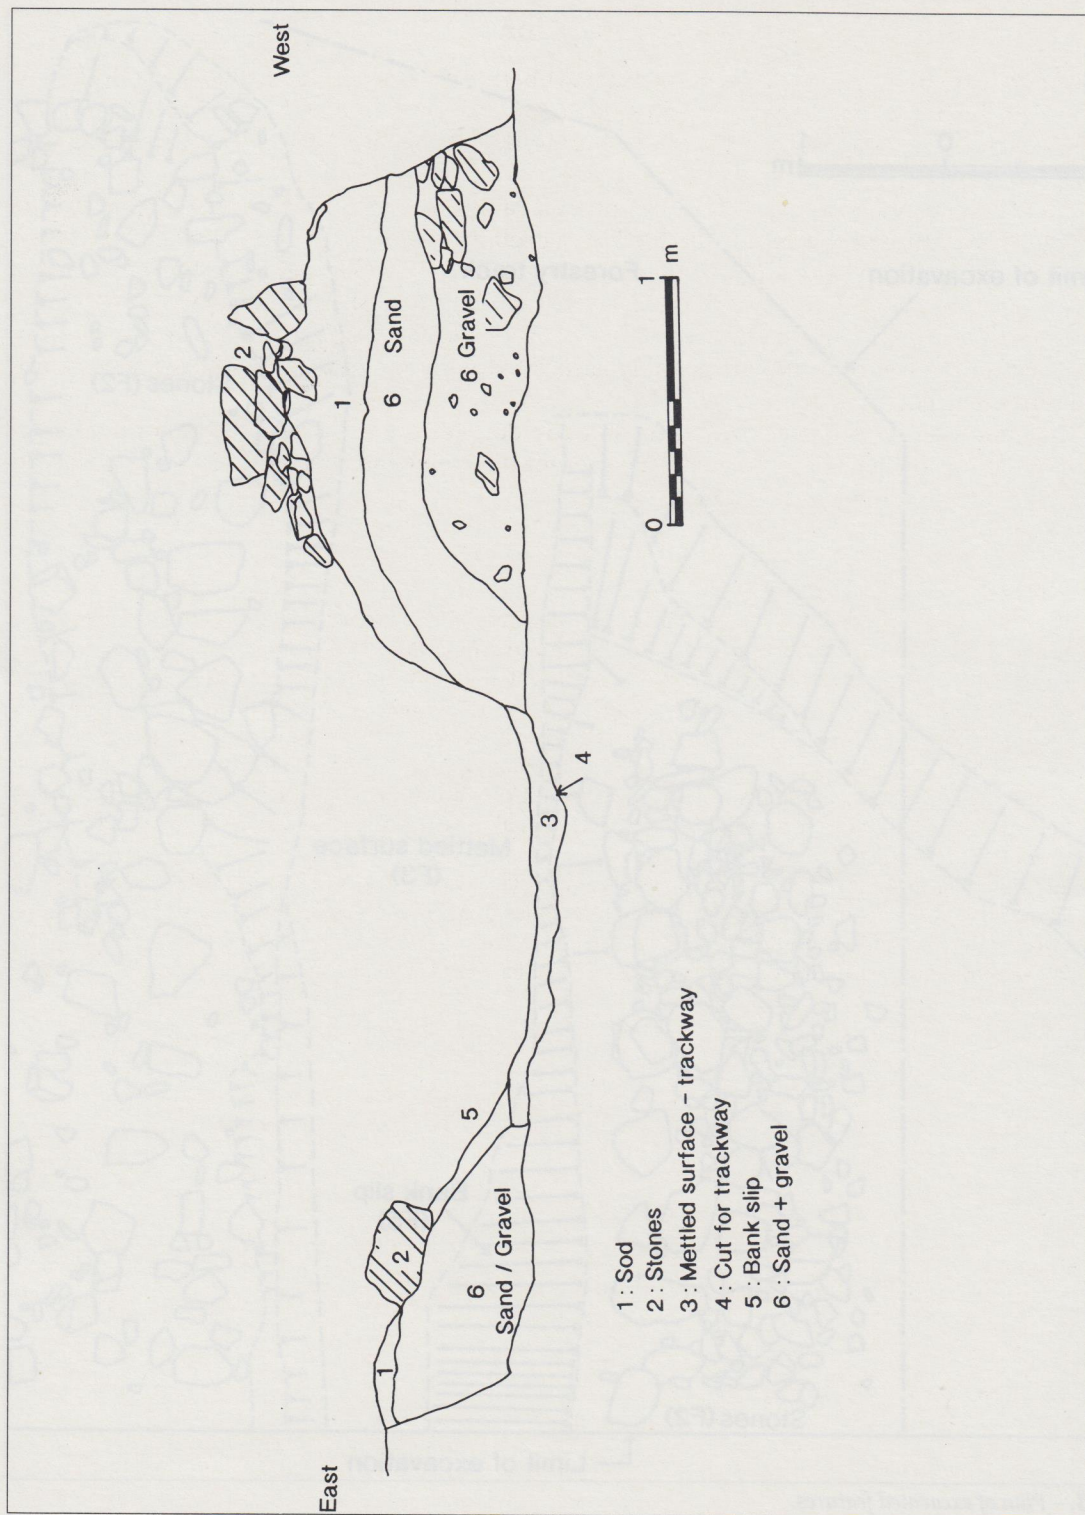 East
West
2
1
6 Sand
6 Gravel
1
2
6
Sand / Gravel
5
3
4
0 1 m
1 : Sod
2 : Stones
3 : Mettled surface - trackway
4 : Cut for trackway
5 : Bank slip
6 : Sand + gravel